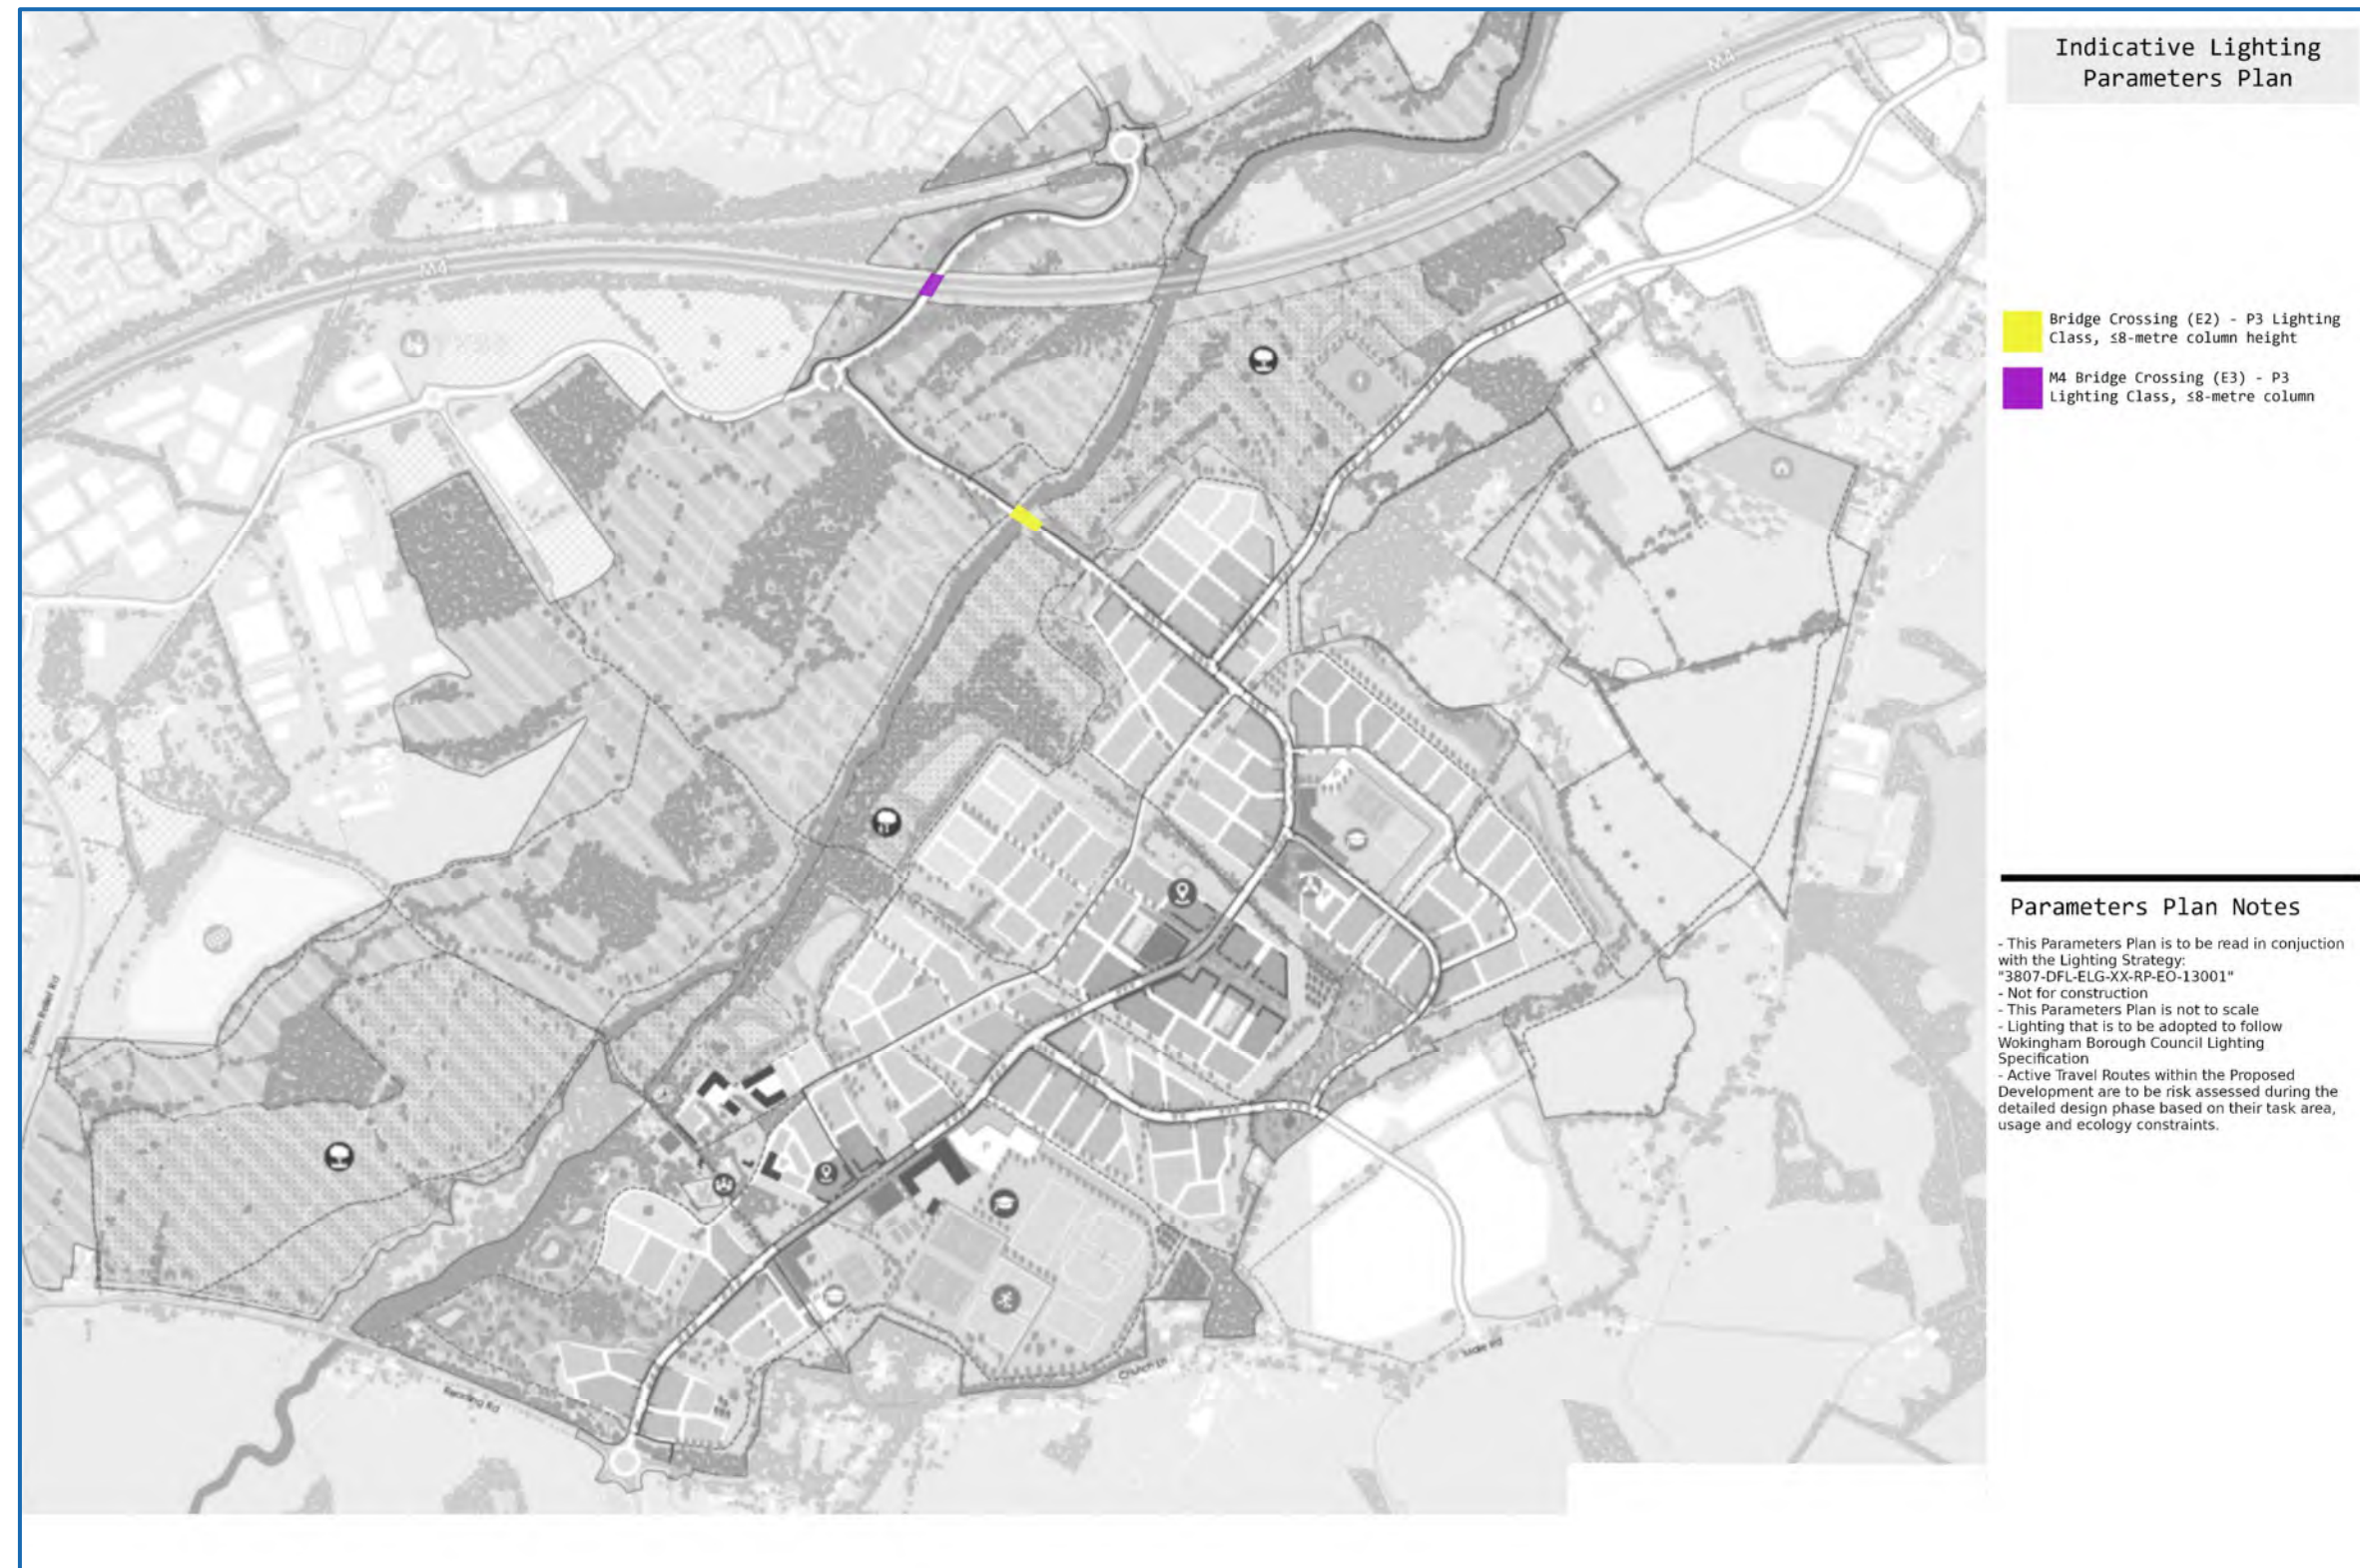 Indicative Lighting
Parameters Plan
M4
M4
Bridge Crossing (E2) - P3 Lighting
Class, ≤8-metre column height
M4 Bridge Crossing (E3) - P3
Lighting Class, ≤8-metre column
Parameters Plan Notes
- This Parameters Plan is to be read in conjuction
with the Lighting Strategy:
"3807-DFL-ELG-XX-RP-EO-13001"
- Not for construction
- This Parameters Plan is not to scale
- Lighting that is to be adopted to follow
Wokingham Borough Council Lighting
Specification
- Active Travel Routes within the Proposed
Development are to be risk assessed during the
detailed design phase based on their task area,
usage and ecology constraints.
Reading Rd
Church Ln